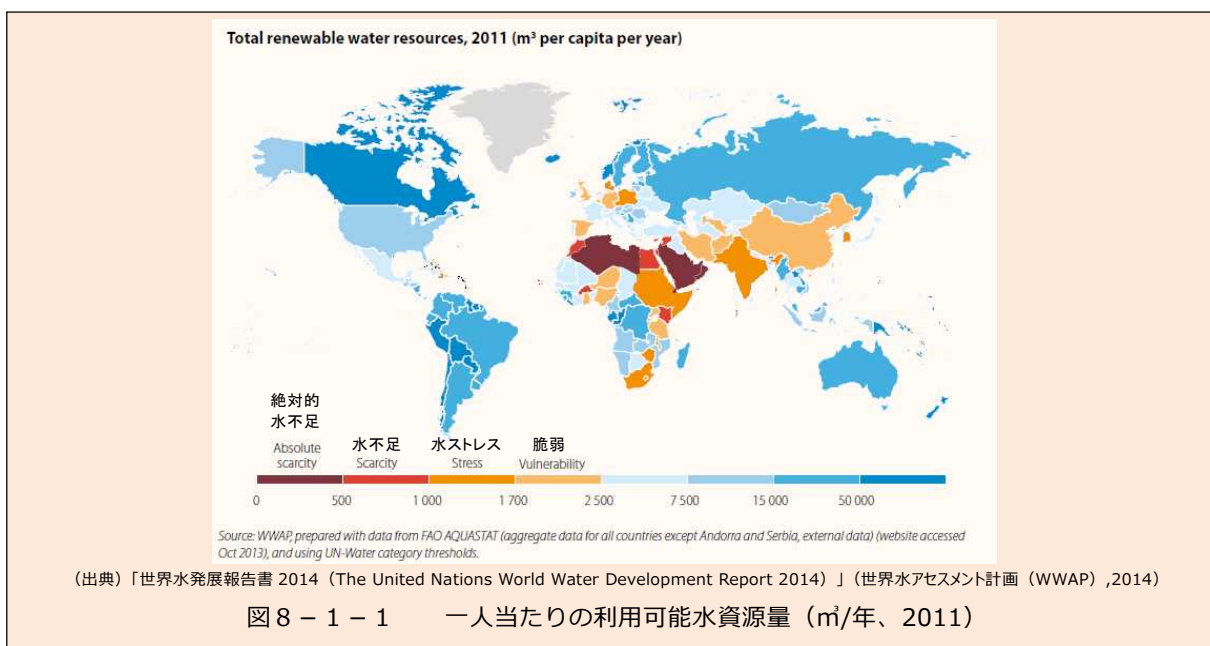 Total renewable water resources, 2011 (m³ per capita per year)
絶対的
水不足
水不足
水ストレス
脆弱
Absolute
scarcity
Scarcity
Stress
Vulnerability
0 500 1 000 1 700 2 500 7 500 15 000 50 000
Source: WWAP, prepared with data from FAO AQUASTAT (aggregate data for all countries except Andorra and Serbia, external data) (website accessed
Oct 2013), and using UN-Water category thresholds.
(出典)「世界水発展報告書 2014(The United Nations World Water Development Report 2014)」(世界水アセスメント計画(WWAP),2014)
図8-1-1 一人当たりの利用可能水資源量(㎥/年、2011)